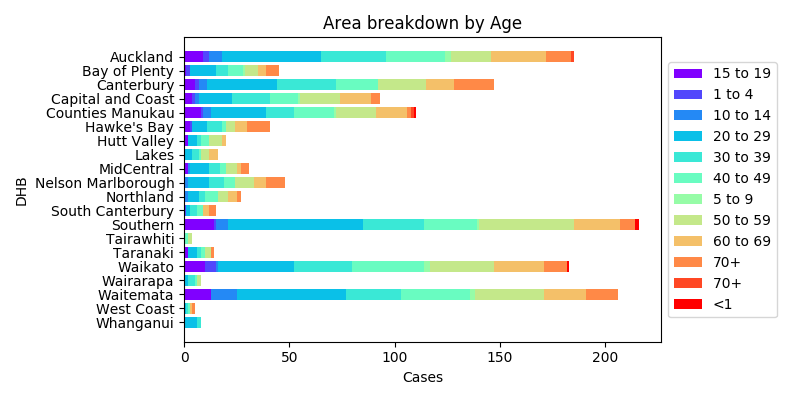 Area breakdown by Age
DHB
Auckland
Bay of Plenty
Canterbury
Capital and Coast
Counties Manukau
Hawke's Bay
Hutt Valley
Lakes
MidCentral
Nelson Marlborough
Northland
South Canterbury
Southern
Tairawhiti
Taranaki
Waikato
Wairarapa
Waitemata
West Coast
Whanganui
0 50 100 150 200
Cases
15 to 19
1 to 4
10 to 14
20 to 29
30 to 39
40 to 49
5 to 9
50 to 59
60 to 69
70+
70+
<1